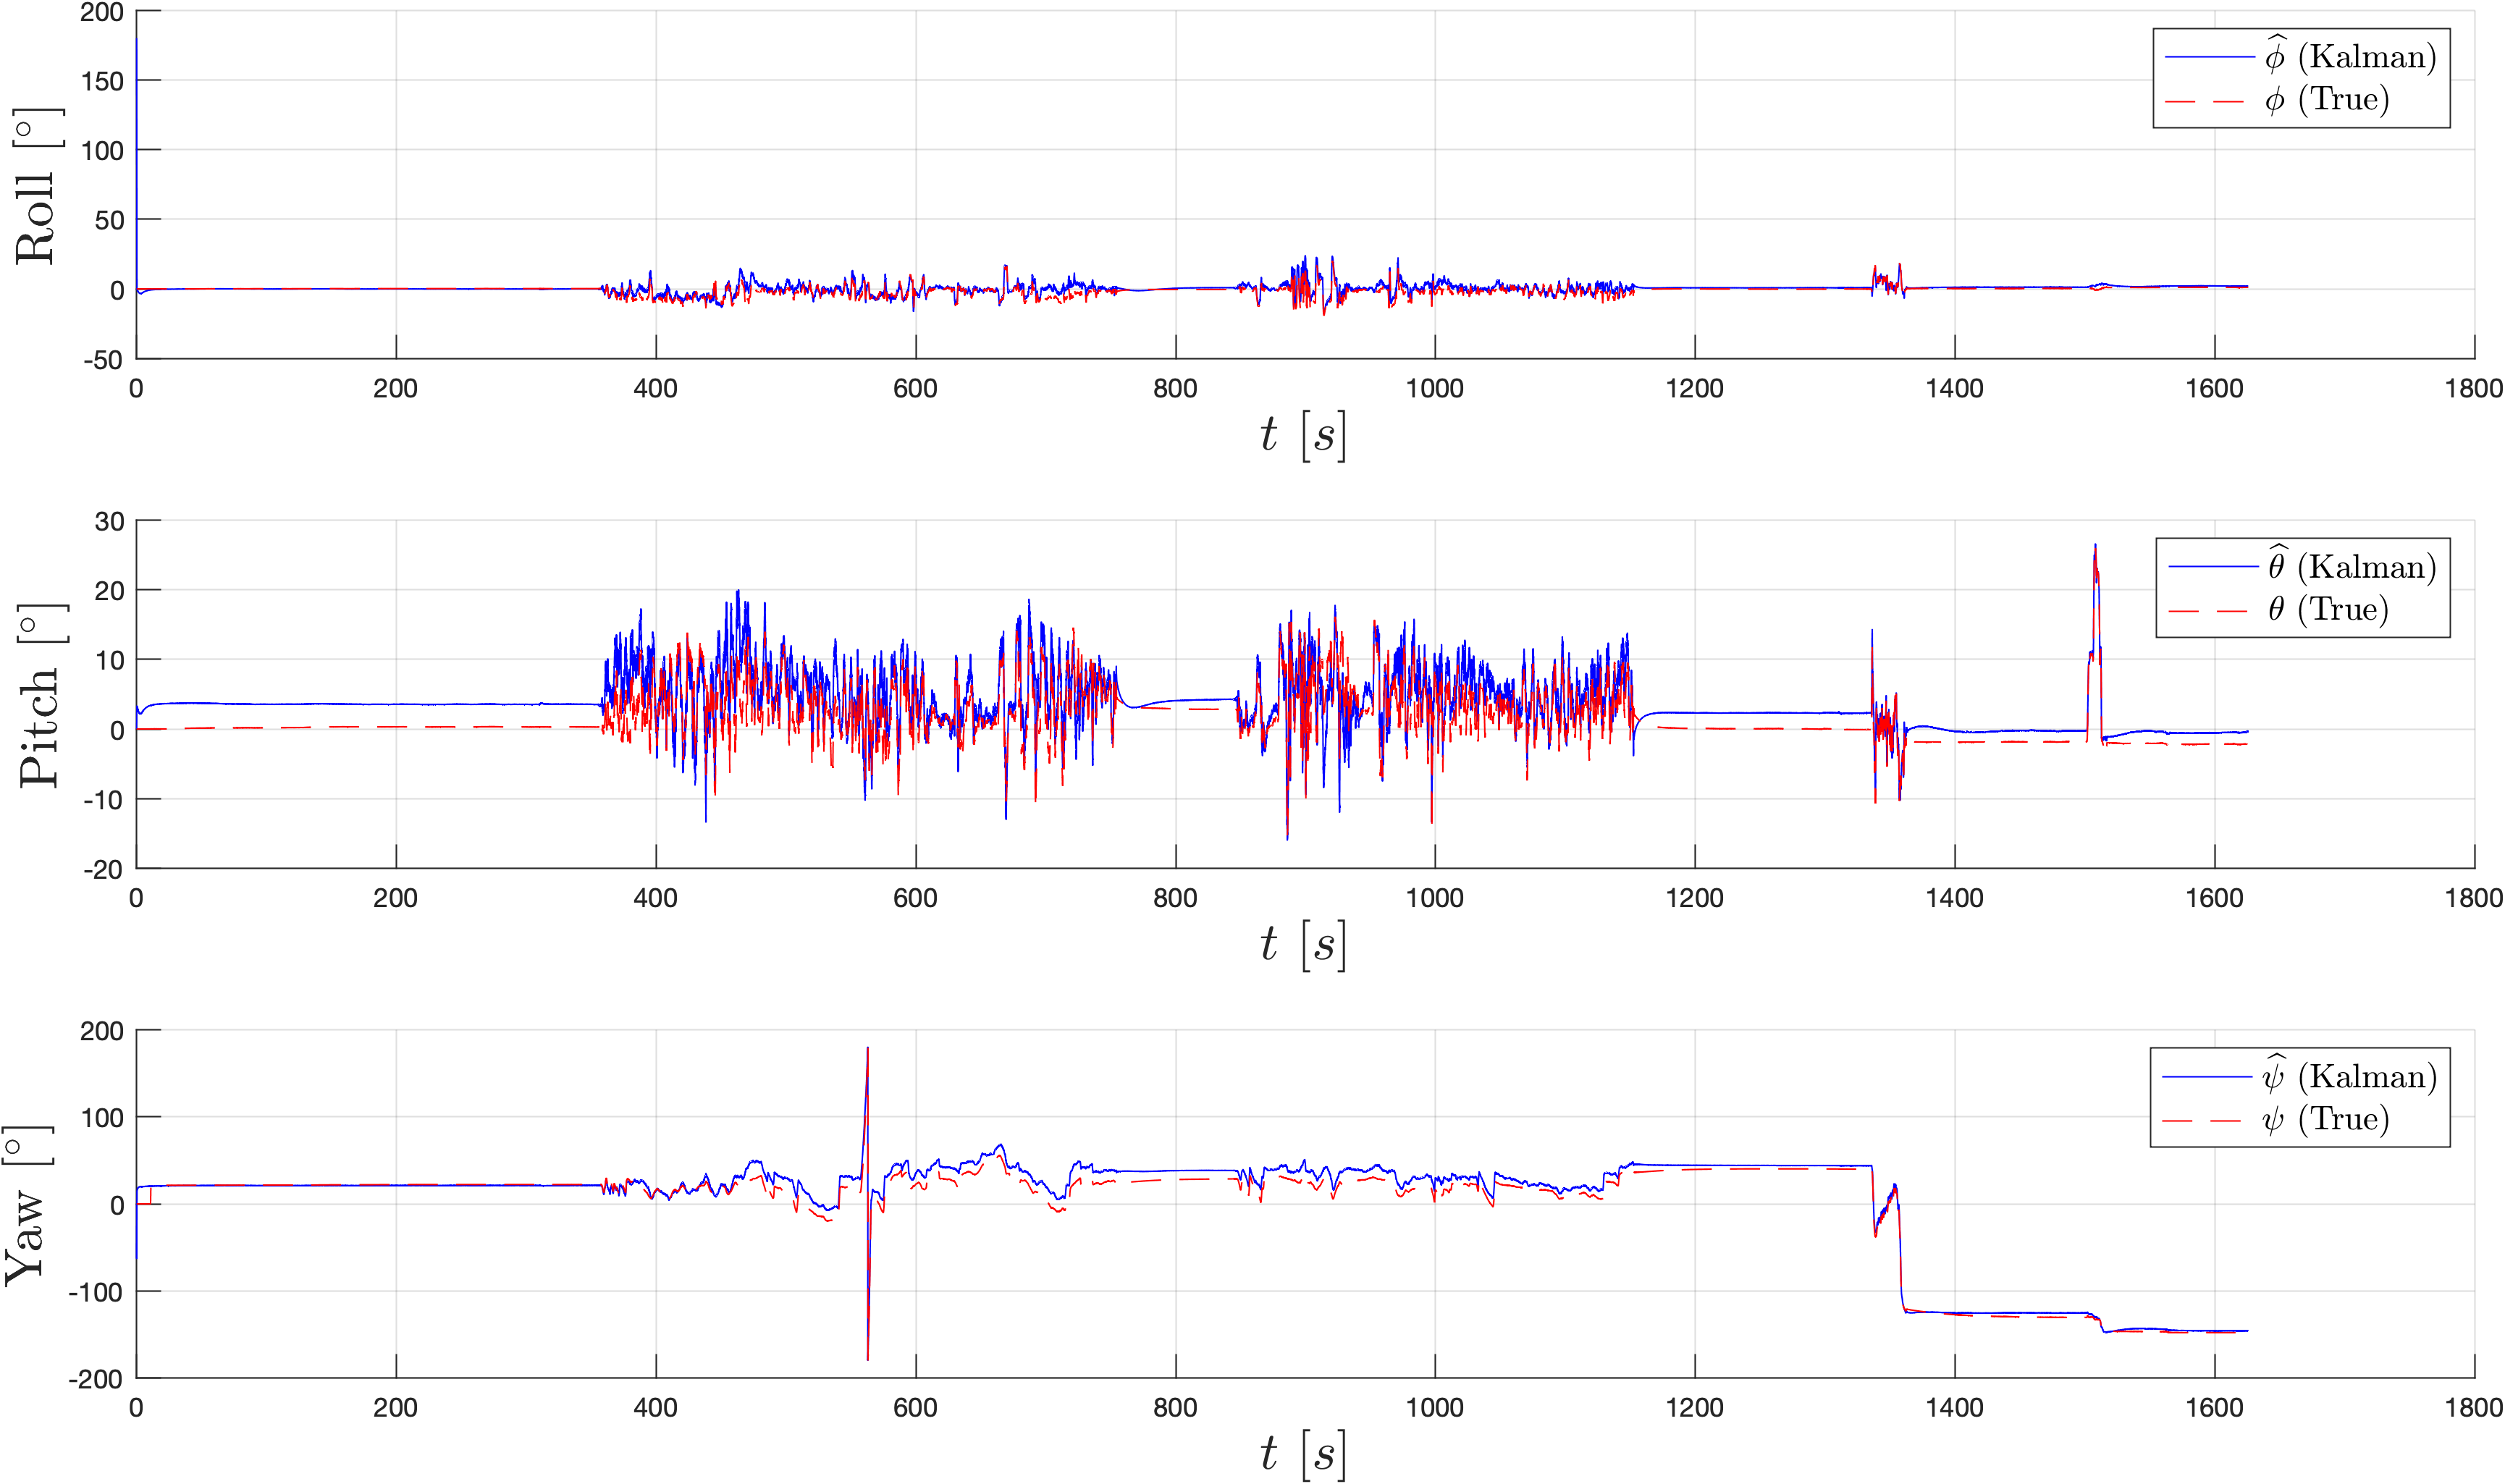 200
150
100
50
0
-50
Roll [°]
0 200 400 600 800 1000 1200 1400 1600 1800
t [s]
ϕ̂ (Kalman)
ϕ (True)
30
20
10
0
-10
-20
Pitch [°]
0 200 400 600 800 1000 1200 1400 1600 1800
t [s]
θ̂ (Kalman)
θ (True)
200
100
0
-100
-200
Yaw [°]
0 200 400 600 800 1000 1200 1400 1600 1800
t [s]
ψ̂ (Kalman)
ψ (True)